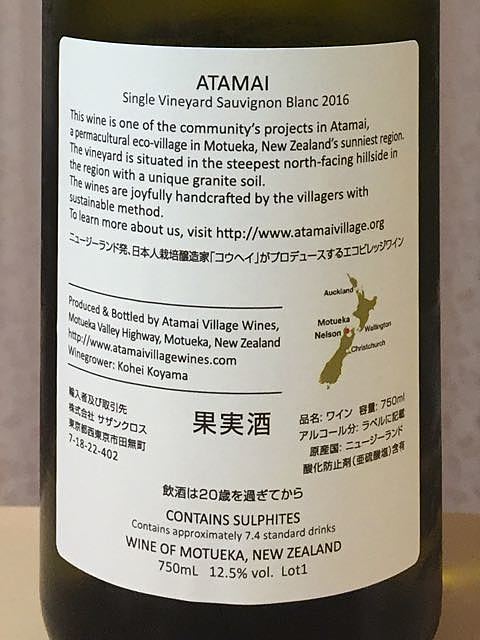 ATAMAI
Single Vineyard Sauvignon Blanc 2016
This wine is one of the community's projects in Atamai,
a permacultural eco-village in Motueka, New Zealand's sunniest region.
The vineyard is situated in the steepest north-facing hillside in
the region with a unique granite soil.
The wines are joyfully handcrafted by the villagers with
sustainable method.
To learn more about us, visit http://www.atamaivillage.org
ニュージーランド発、日本人栽培醸造家「コウヘイ」がプロデュースするエコビレッジワイン
Produced & Bottled by Atamai Village Wines,
Motueka Valley Highway, Motueka, New Zealand
http://www.atamaivillagewines.com
Winegrower: Kohei Koyama
Auckland
Motueka
Nelson
Wallington
Christchurch
輸入者及び取引先
株式会社 サザンクロス
東京都西東京市田無町
7-18-22-402
果実酒
品名: ワイン 容量: 750ml
アルコール分: ラベルに記載
原産国: ニュージーランド
酸化防止剤(亜硫酸塩)含有
飲酒は20歳を過ぎてから
CONTAINS SULPHITES
Contains approximately 7.4 standard drinks
WINE OF MOTUEKA, NEW ZEALAND
750mL 12.5% vol. Lot1